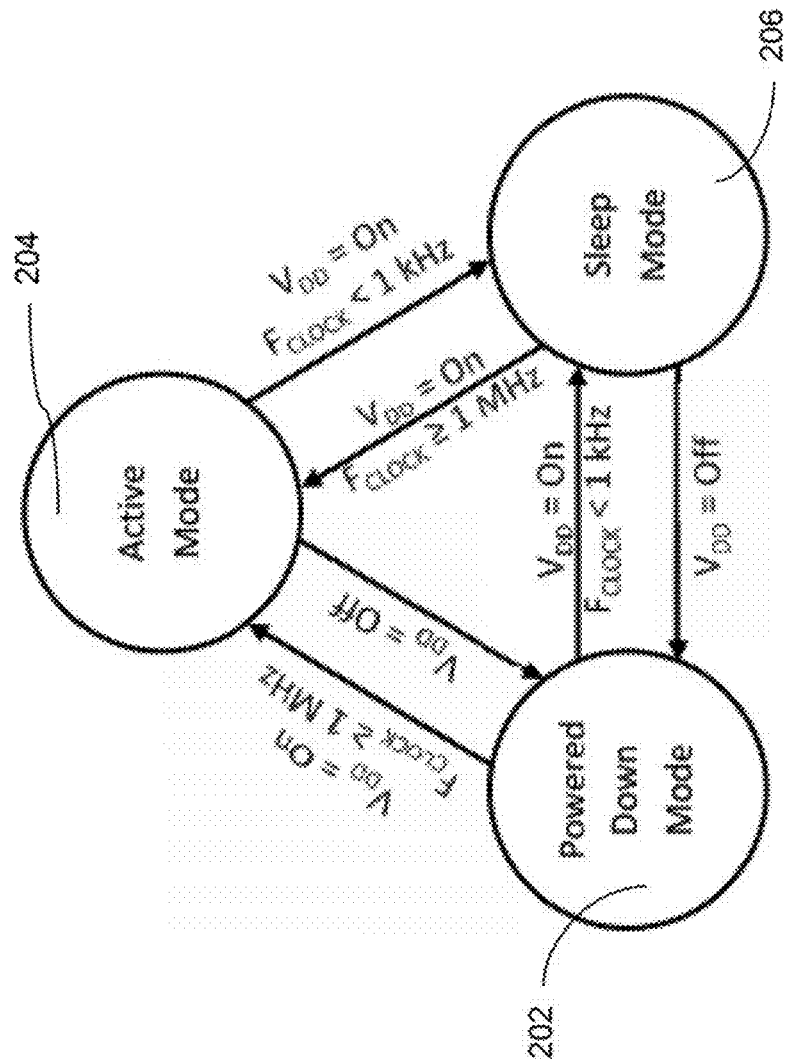 204
Active
Mode
V_DD = On
F_CLOCK < 1 kHz
V_DD = On
F_CLOCK ≥ 1 MHz
V_DD = On
F_CLOCK ≥ 1 MHz
V_DD = Off
206
Sleep
Mode
V_DD = On
F_CLOCK < 1 kHz
V_DD = Off
202
Powered
Down
Mode